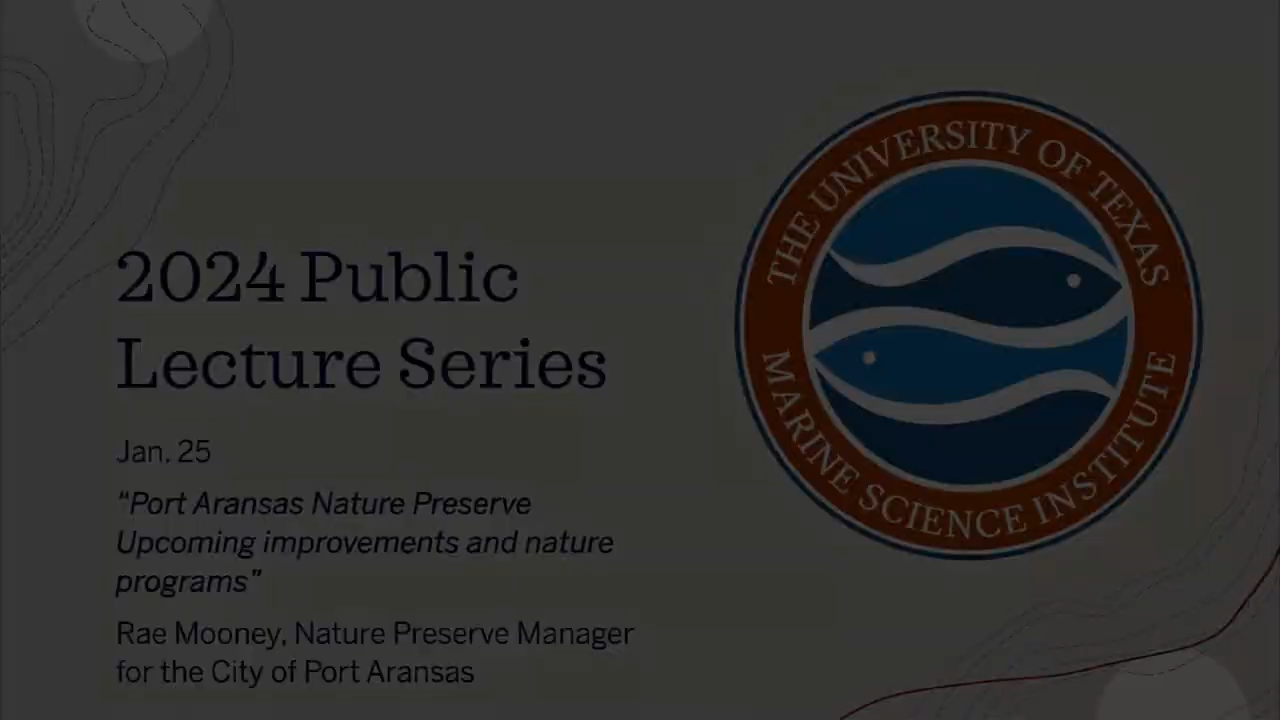 2024 Public
Lecture Series
Jan. 25
“Port Aransas Nature Preserve
Upcoming improvements and nature
programs”
Rae Mooney, Nature Preserve Manager
for the City of Port Aransas
THE UNIVERSITY OF TEXAS
MARINE SCIENCE INSTITUTE